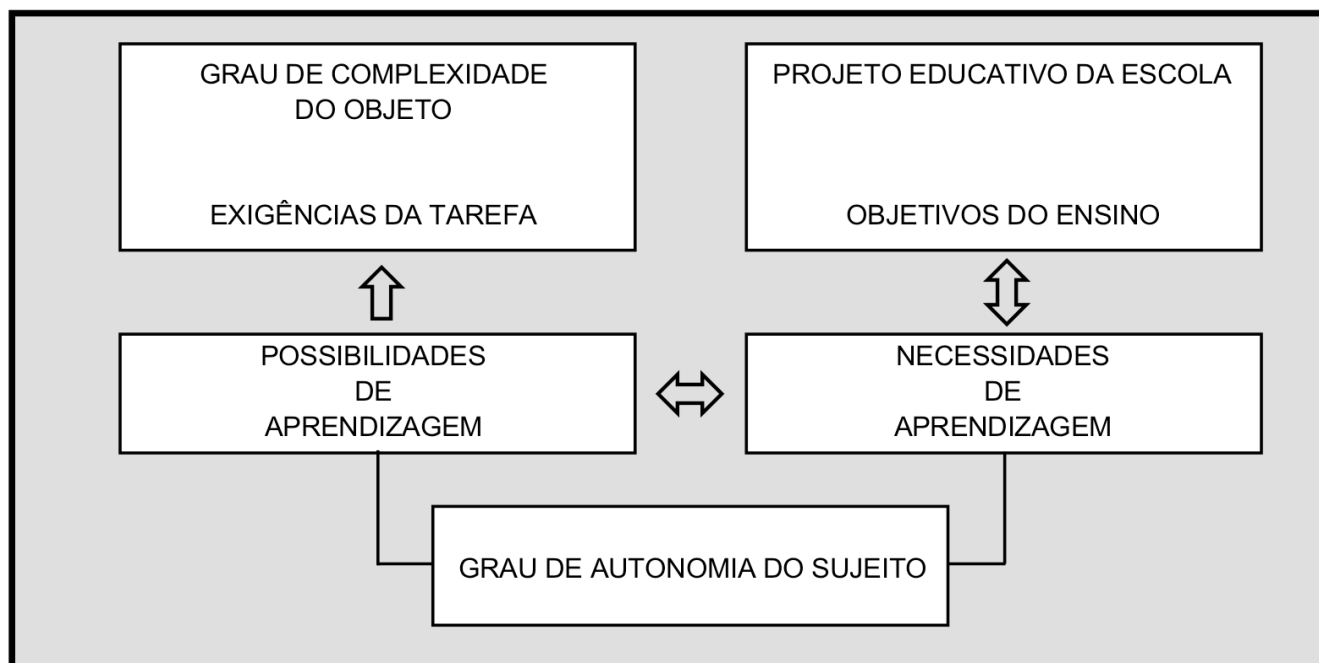 GRAU DE COMPLEXIDADE
DO OBJETO
EXIGÊNCIAS DA TAREFA
PROJETO EDUCATIVO DA ESCOLA
OBJETIVOS DO ENSINO
POSSIBILIDADES
DE
APRENDIZAGEM
NECESSIDADES
DE
APRENDIZAGEM
GRAU DE AUTONOMIA DO SUJEITO